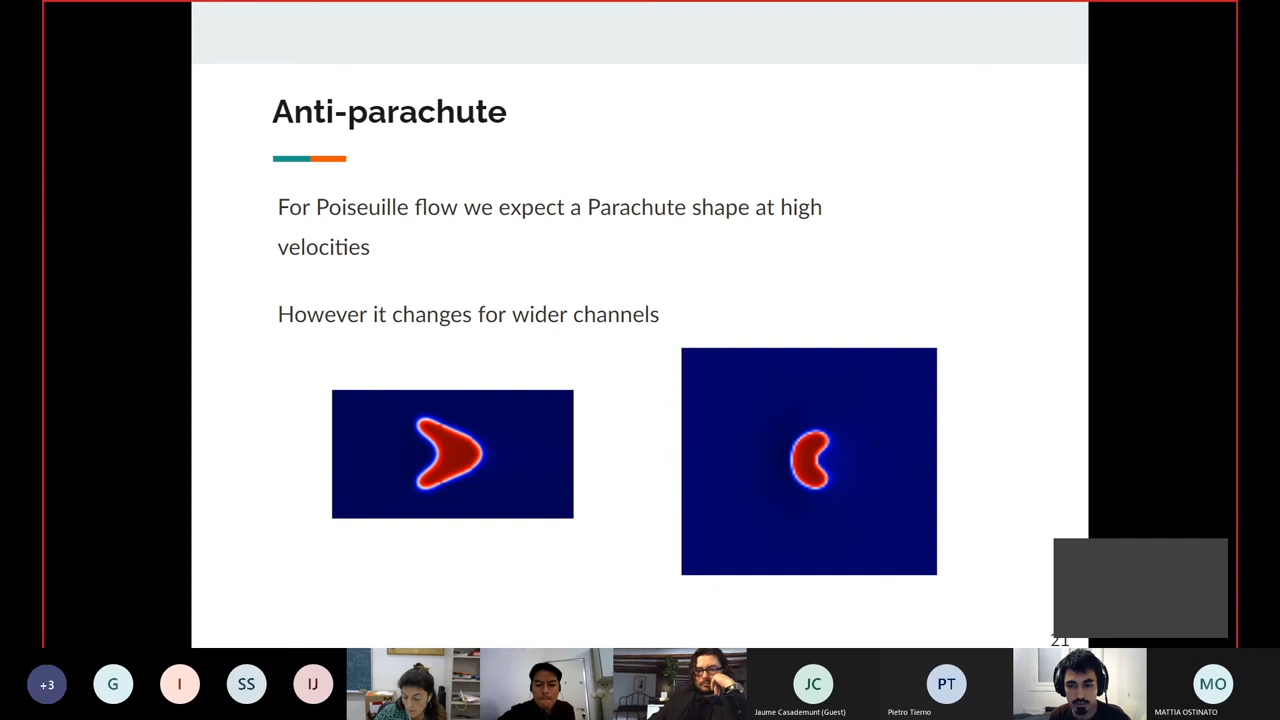 Anti-parachute
For Poiseuille flow we expect a Parachute shape at high
velocities
However it changes for wider channels
21
+3
G
I
SS
IJ
JC
PT
MO
Jaume Casademunt (Guest)
Pietro Tierno
MATTIA OSTINATO